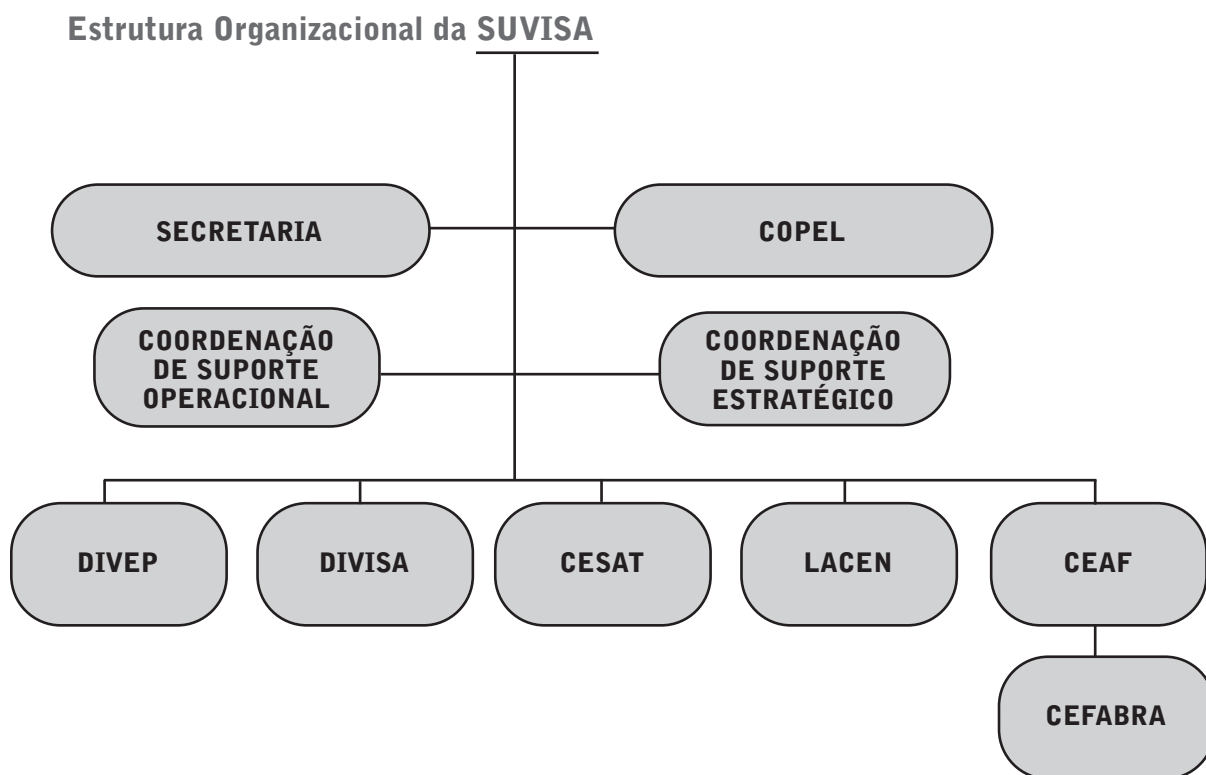 Estrutura Organizacional da SUVISA
SECRETARIA
COPEL
COORDENAÇÃO
DE SUPORTE
OPERACIONAL
COORDENAÇÃO
DE SUPORTE
ESTRATÉGICO
DIVEP
DIVISA
CESAT
LACEN
CEAF
CEFABRA